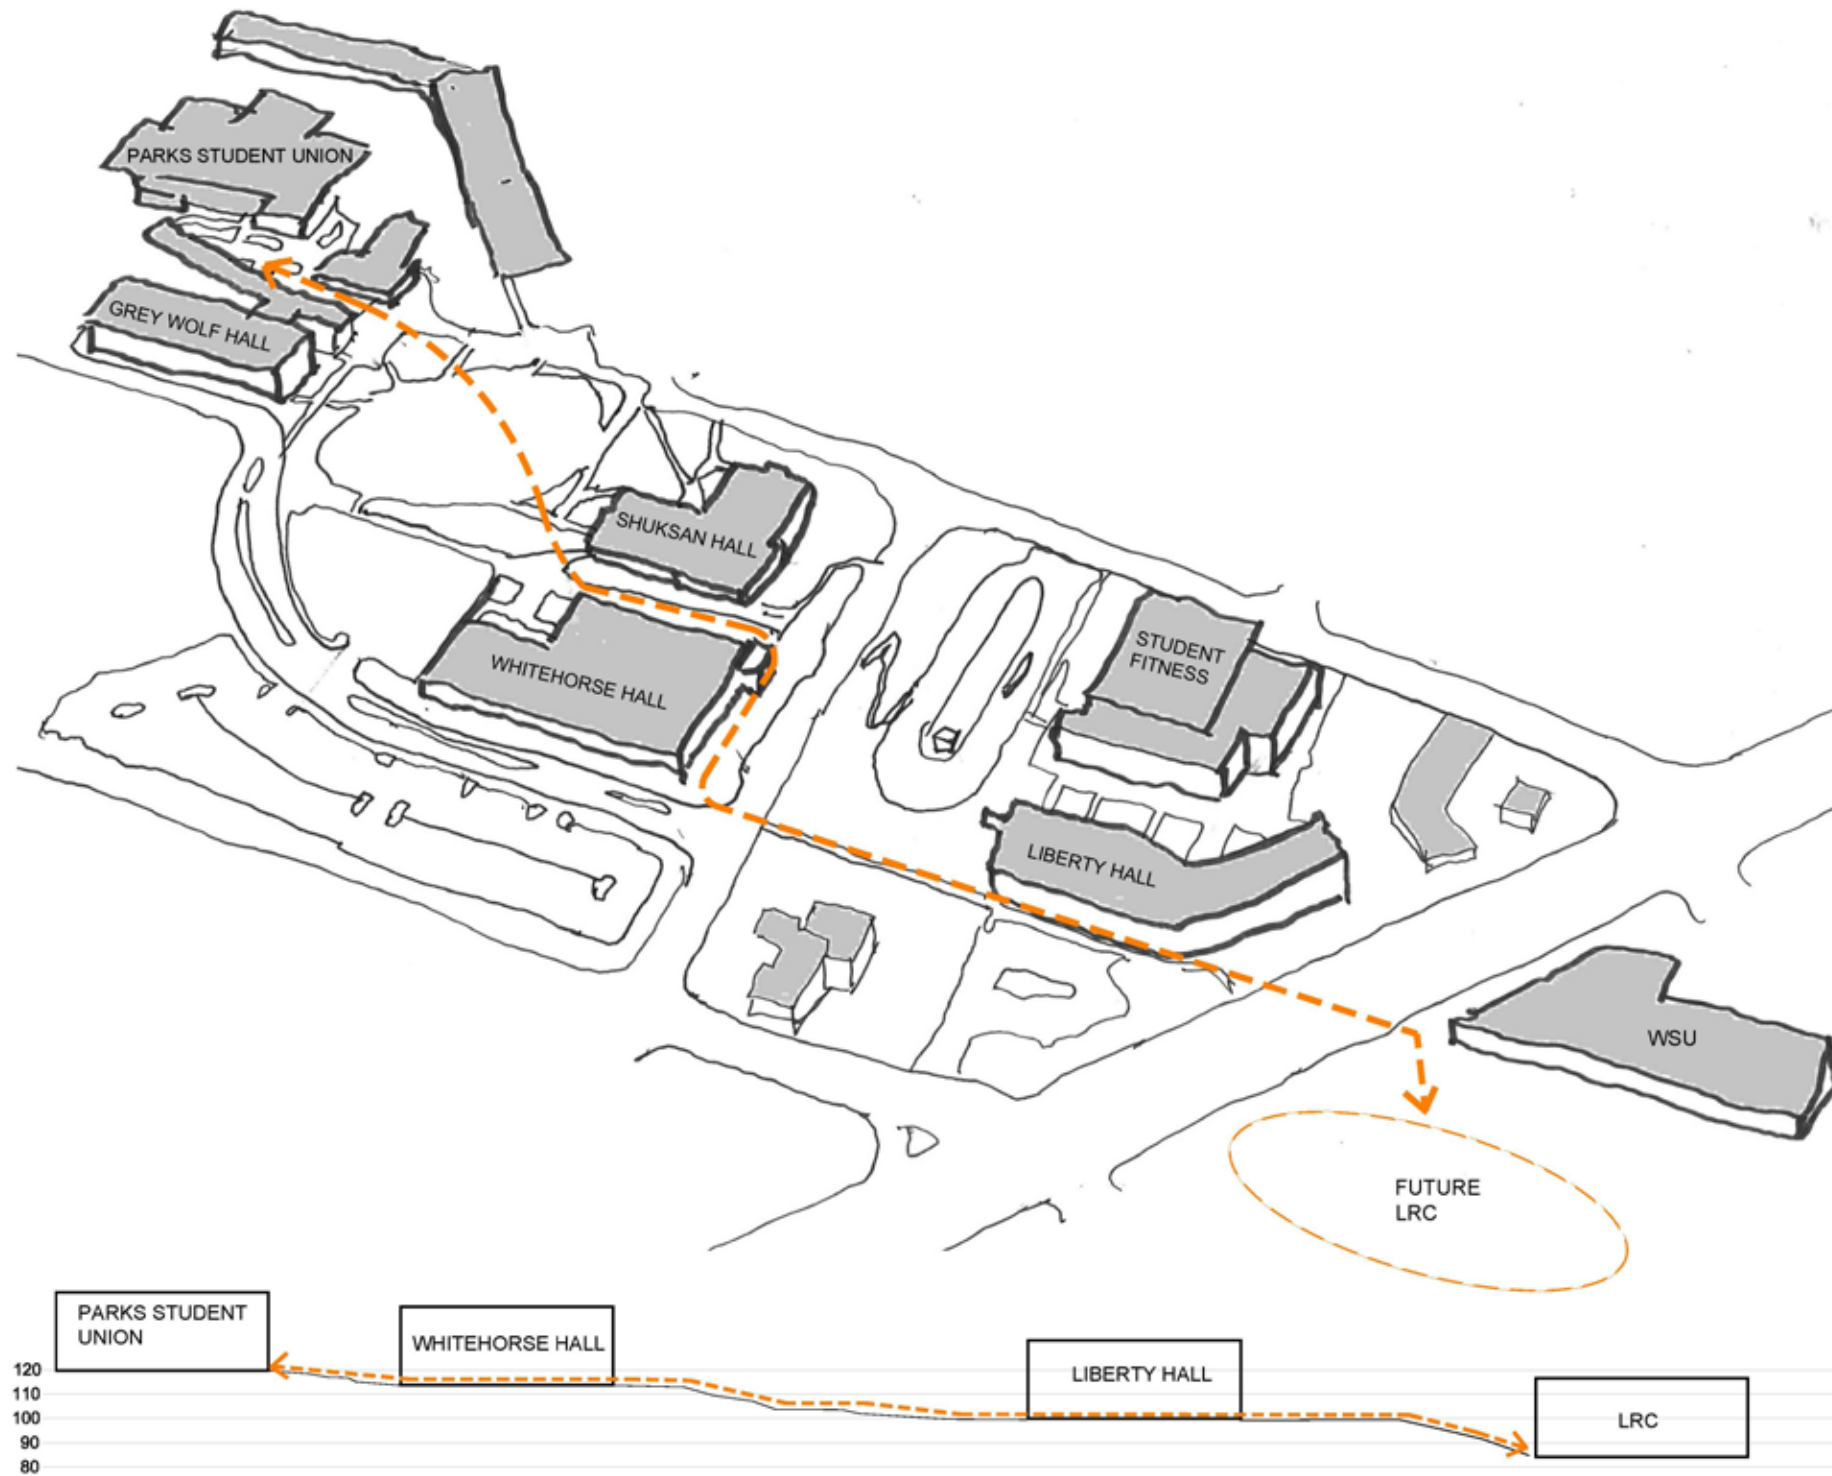 PARKS STUDENT UNION
GREY WOLF HALL
SHUKSAN HALL
WHITEHORSE HALL
STUDENT
FITNESS
LIBERTY HALL
WSU
FUTURE
LRC
PARKS STUDENT
UNION
WHITEHORSE HALL
LIBERTY HALL
LRC
120
110
100
90
80